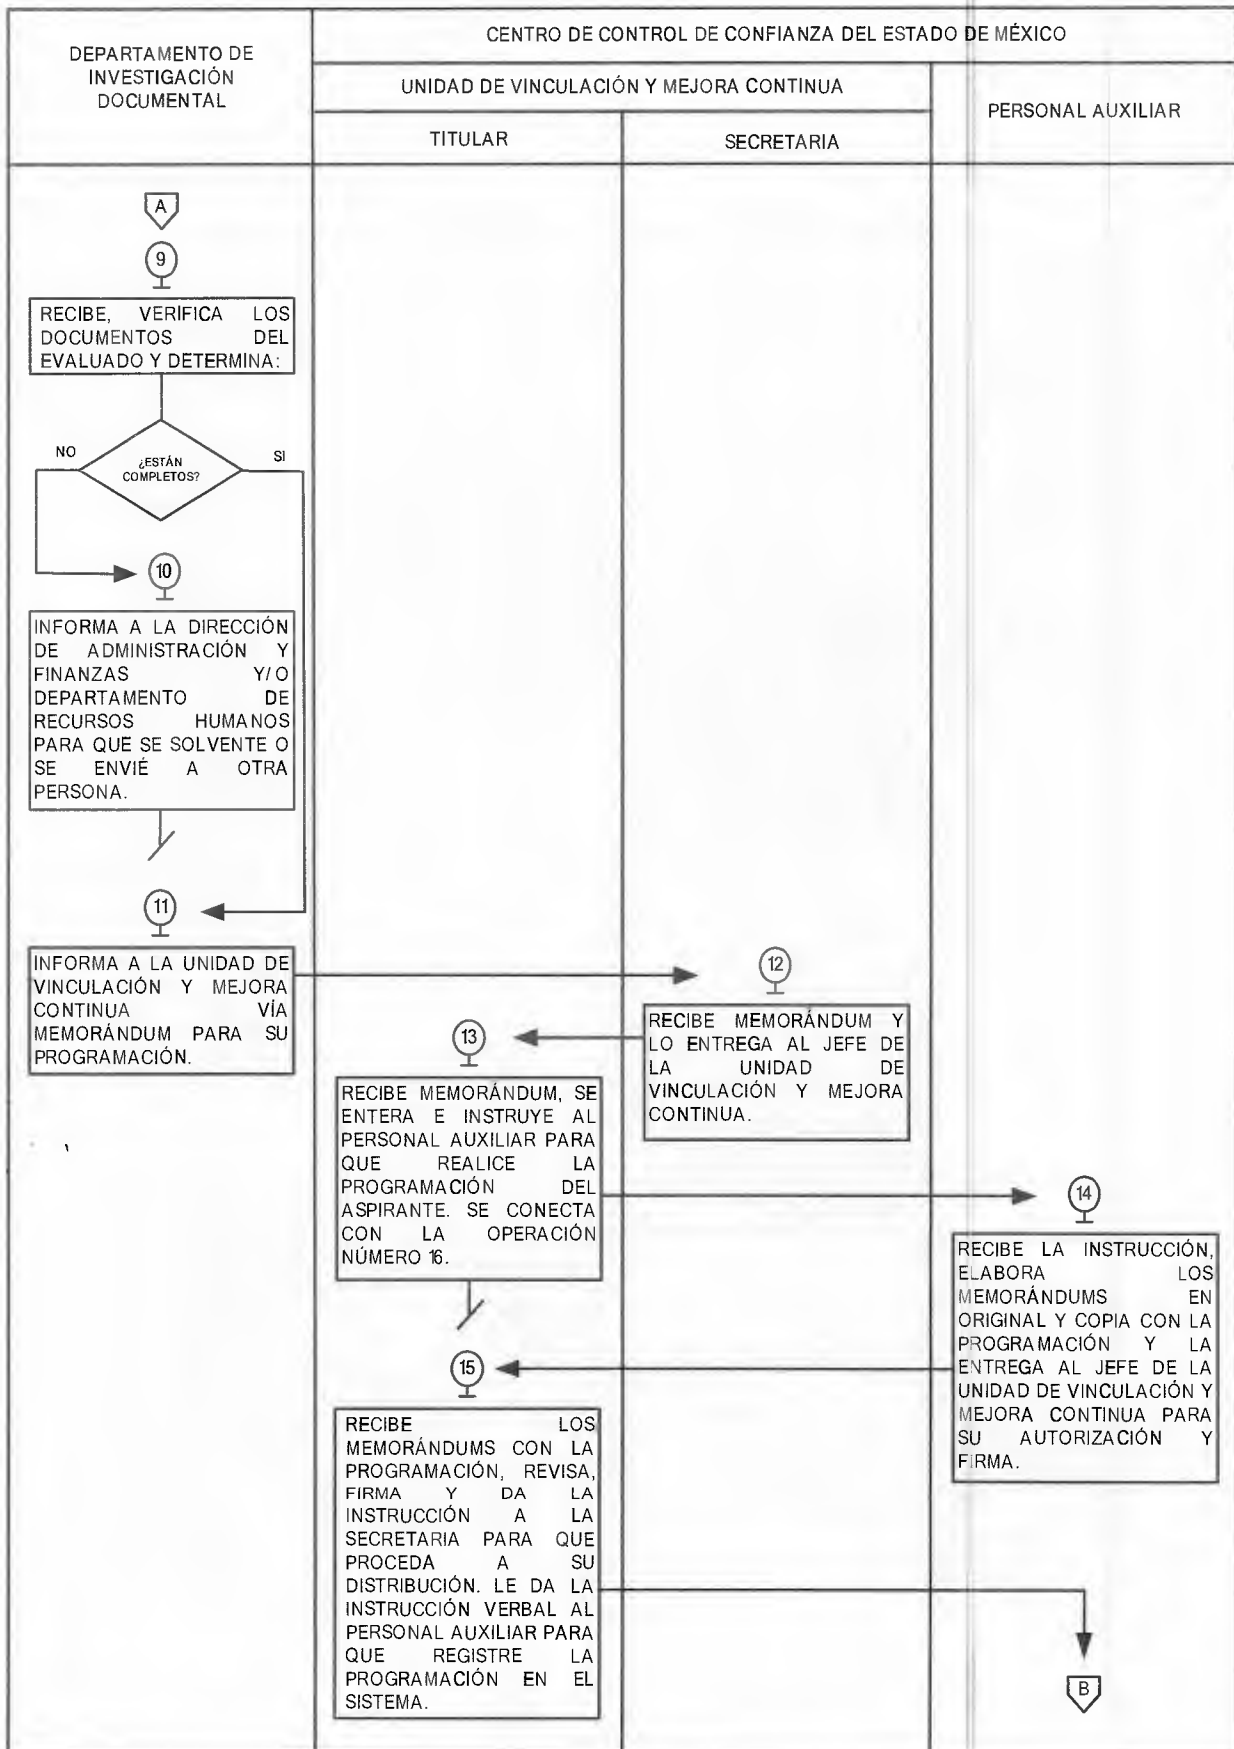 DEPARTAMENTO DE
INVESTIGACIÓN
DOCUMENTAL
CENTRO DE CONTROL DE CONFIANZA DEL ESTADO DE MÉXICO
UNIDAD DE VINCULACIÓN Y MEJORA CONTINUA
PERSONAL AUXILIAR
TITULAR
SECRETARIA
A
9
RECIBE, VERIFICA LOS
DOCUMENTOS DEL
EVALUADO Y DETERMINA:
NO
¿ESTÁN
COMPLETOS?
SI
10
INFORMA A LA DIRECCIÓN
DE ADMINISTRACIÓN Y
FINANZAS Y/O
DEPARTAMENTO DE
RECURSOS HUMANOS
PARA QUE SE SOLVENTE O
SE ENVIÉ A OTRA
PERSONA.
11
INFORMA A LA UNIDAD DE
VINCULACIÓN Y MEJORA
CONTINUA VÍA
MEMORÁNDUM PARA SU
PROGRAMACIÓN.
12
RECIBE MEMORÁNDUM Y
LO ENTREGA AL JEFE DE
LA UNIDAD DE
VINCULACIÓN Y MEJORA
CONTINUA.
13
RECIBE MEMORÁNDUM, SE
ENTERA E INSTRUYE AL
PERSONAL AUXILIAR PARA
QUE REALICE LA
PROGRAMACIÓN DEL
ASPIRANTE. SE CONECTA
CON LA OPERACIÓN
NÚMERO 16.
14
RECIBE LA INSTRUCCIÓN,
ELABORA LOS
MEMORÁNDUMS EN
ORIGINAL Y COPIA CON LA
PROGRAMACIÓN Y LA
ENTREGA AL JEFE DE LA
UNIDAD DE VINCULACIÓN Y
MEJORA CONTINUA PARA
SU AUTORIZACIÓN Y
FIRMA.
15
RECIBE LOS
MEMORÁNDUMS CON LA
PROGRAMACIÓN, REVISA,
FIRMA Y DA LA
INSTRUCCIÓN A LA
SECRETARIA PARA QUE
PROCEDA A SU
DISTRIBUCIÓN. LE DA LA
INSTRUCCIÓN VERBAL AL
PERSONAL AUXILIAR PARA
QUE REGISTRE LA
PROGRAMACIÓN EN EL
SISTEMA.
B